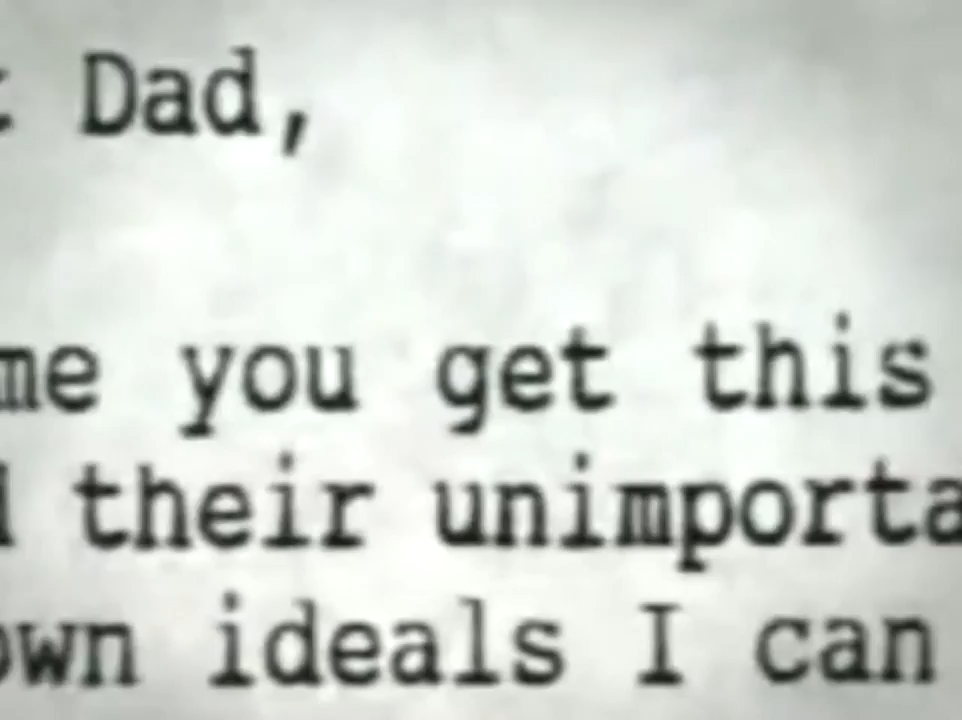 t Dad,
me you get this
d their unimporta
own ideals I can